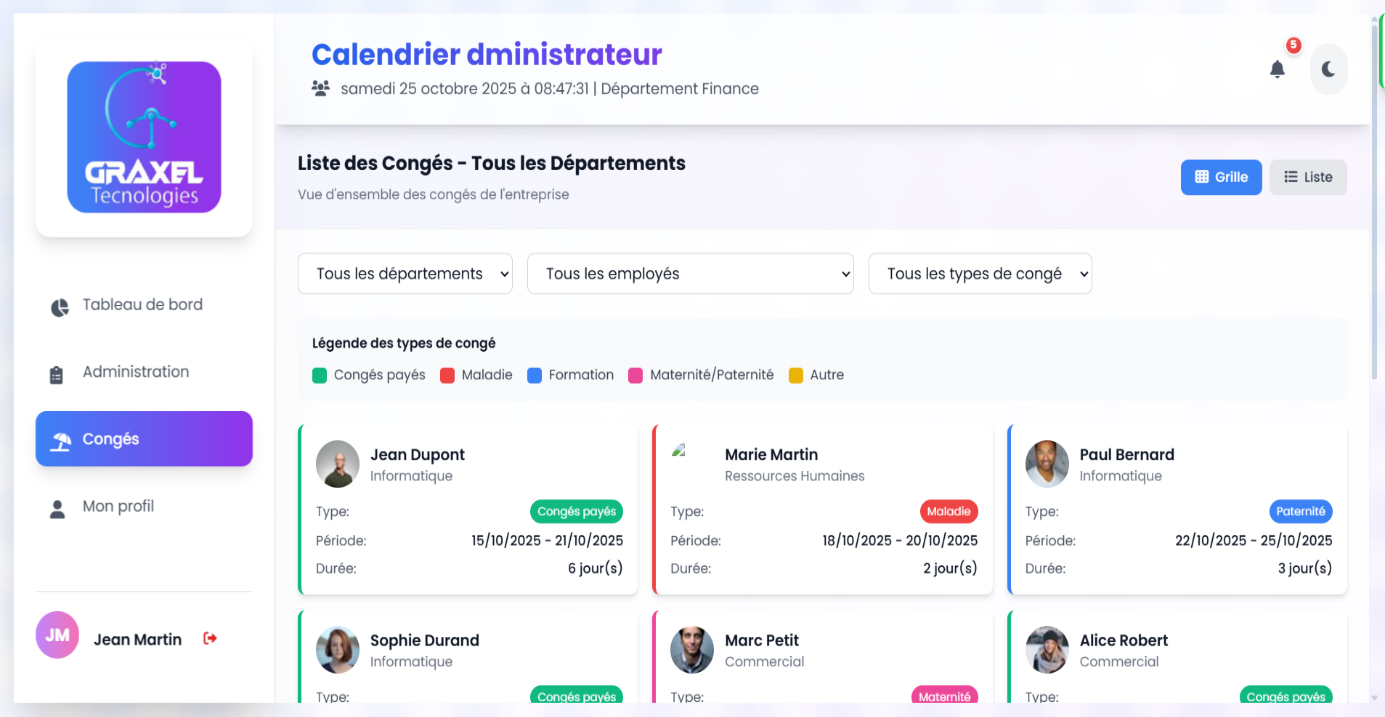 GRAXEL
Tecnologies
Tableau de bord
Administration
Congés
Mon profil
JM Jean Martin
Calendrier dministrateur
samedi 25 octobre 2025 à 08:47:31 | Département Finance
5
Liste des Congés - Tous les Départements
Vue d'ensemble des congés de l'entreprise
Grille Liste
Tous les départements Tous les employés Tous les types de congé
Légende des types de congé
Congés payés Maladie Formation Maternité/Paternité Autre
Jean Dupont
Informatique
Type: Congés payés
Période: 15/10/2025 - 21/10/2025
Durée: 6 jour(s)
Marie Martin
Ressources Humaines
Type: Maladie
Période: 18/10/2025 - 20/10/2025
Durée: 2 jour(s)
Paul Bernard
Informatique
Type: Paternité
Période: 22/10/2025 - 25/10/2025
Durée: 3 jour(s)
Sophie Durand
Informatique
Type: Congés payés
Marc Petit
Commercial
Type: Maternité
Alice Robert
Commercial
Type: Congés payés